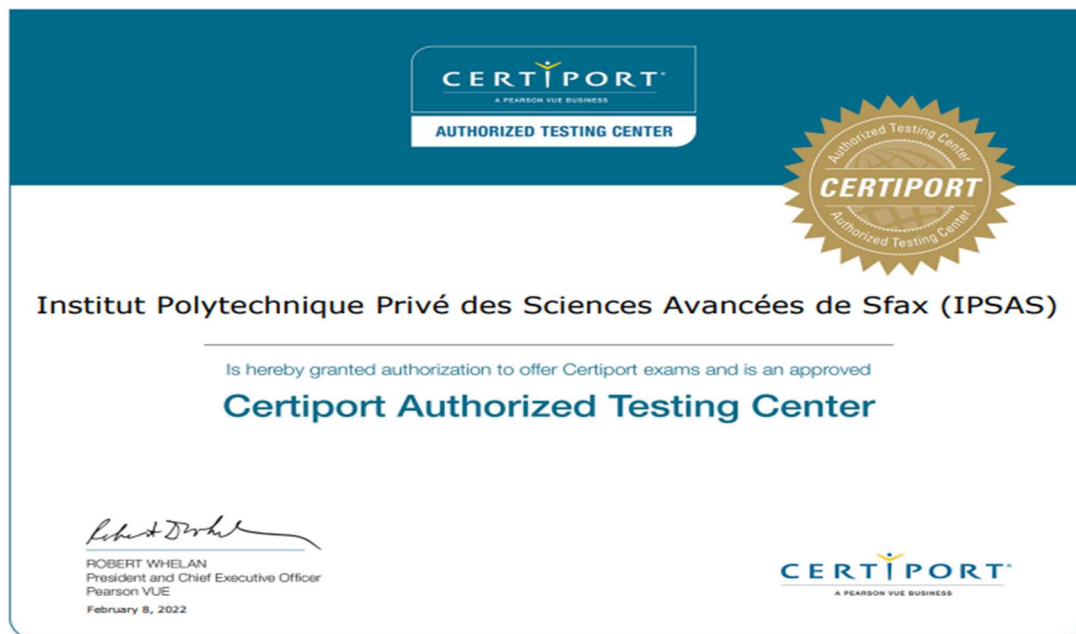 CERTIPORT®
A PEARSON VUE BUSINESS
AUTHORIZED TESTING CENTER
Authorized Testing Center
CERTIPORT
Authorized Testing Center
Institut Polytechnique Privé des Sciences Avancées de Sfax (IPSAS)
Is hereby granted authorization to offer Certiport exams and is an approved
Certiport Authorized Testing Center
ROBERT WHELAN
President and Chief Executive Officer
Pearson VUE
February 8, 2022
CERTIPORT®
A PEARSON VUE BUSINESS